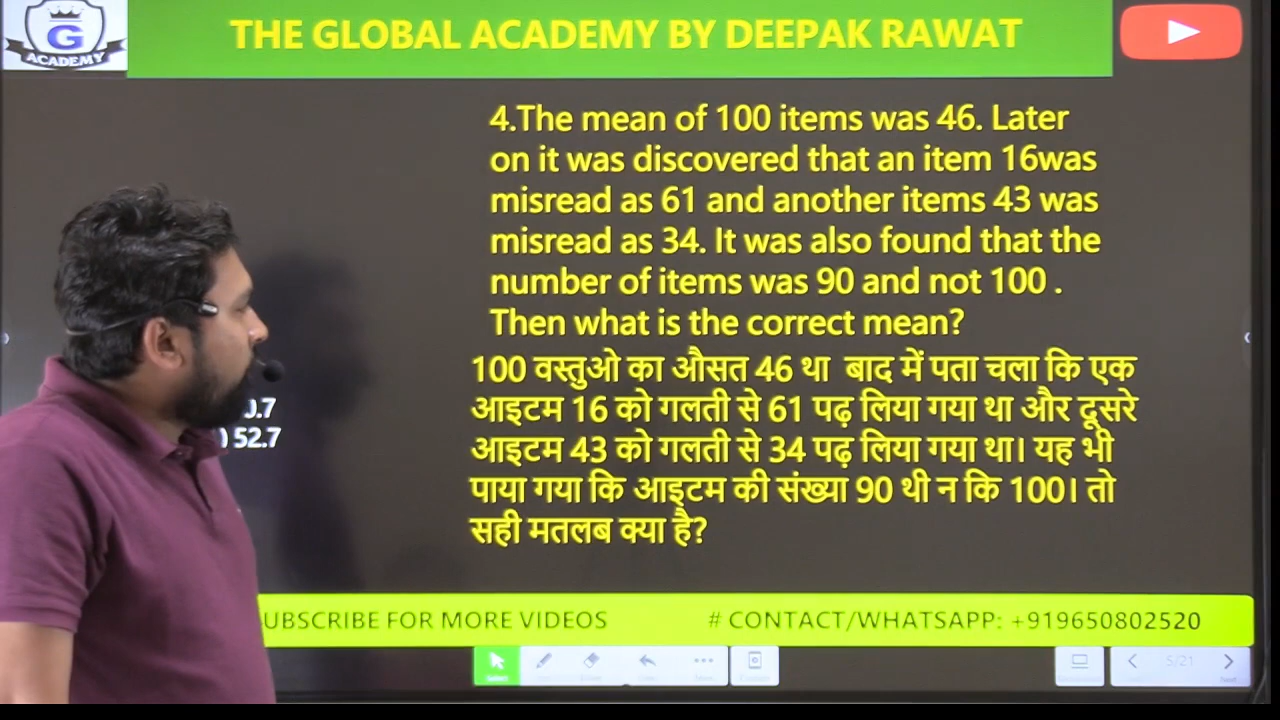 G
ACADEMY
THE GLOBAL ACADEMY BY DEEPAK RAWAT
4.The mean of 100 items was 46. Later
on it was discovered that an item 16was
misread as 61 and another items 43 was
misread as 34. It was also found that the
number of items was 90 and not 100 .
Then what is the correct mean?
100 वस्तुओ का औसत 46 था बाद में पता चला कि एक
आइटम 16 को गलती से 61 पढ़ लिया गया था और दूसरे
आइटम 43 को गलती से 34 पढ़ लिया गया था। यह भी
पाया गया कि आइटम की संख्या 90 थी न कि 100। तो
सही मतलब क्या है?
0.7
) 52.7
UBSCRIBE FOR MORE VIDEOS
# CONTACT/WHATSAPP: +919650802520
Select
5/21
Next